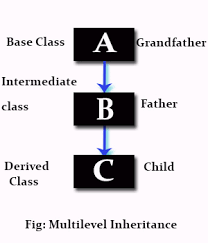 Base Class A Grandfather
Intermediate
class B Father
Derived C Child
Class
Fig: Multilevel Inheritance